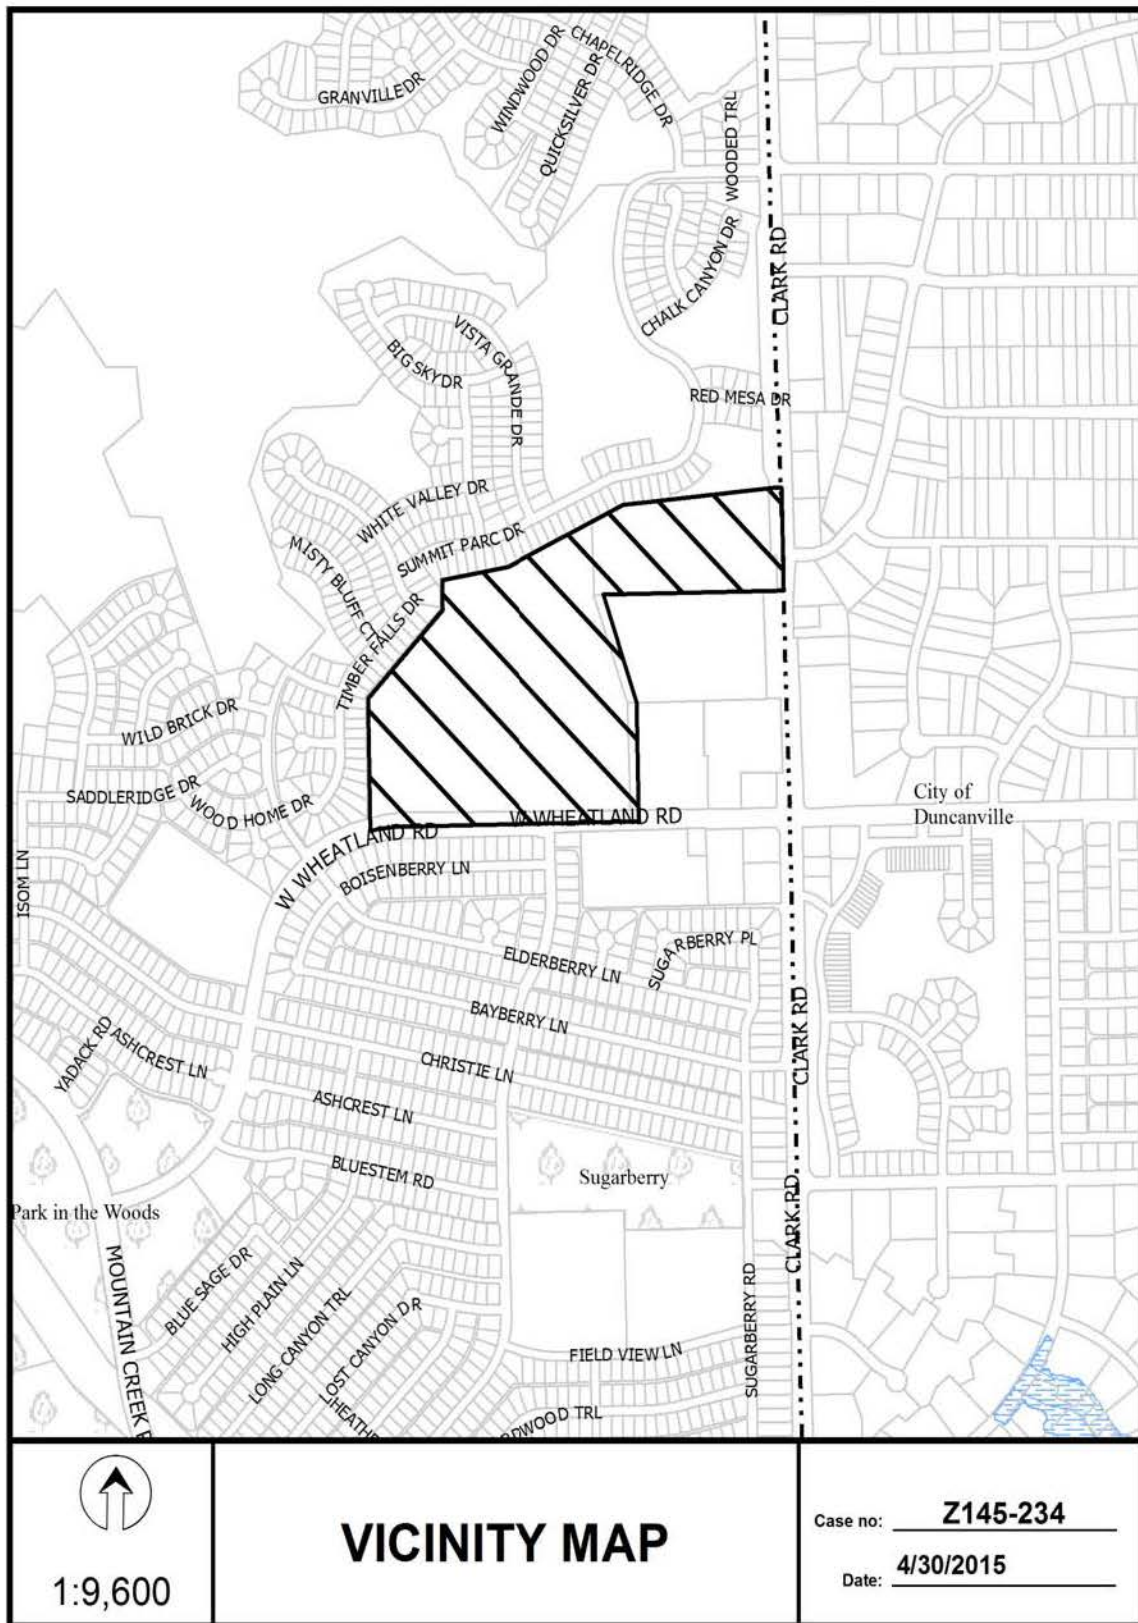 CHAPELRIDGE DR
WINDWOOD DR
GRANVILLE DR
QUICKSILVER DR
WOODED TRL
CLARK RD
CHALK CANYON DR
VISTA GRANDE DR
BIG SKY DR
RED MESA DR
WHITE VALLEY DR
SUMMIT PARC DR
MISTY BLUFF CT
TIMBER FALLS DR
WILD BRICK DR
SADDLERIDGE DR
WOOD HOME DR
City of
Duncanville
W WHEATLAND RD
W WHEATLAND RD
ISOM LN
BOISENBERRY LN
ELDERBERRY LN
SUGARBERRY PL
BAYBERRY LN
CLARK RD
CHRISTIE LN
YADACK RD
ASHCREST LN
ASHCREST LN
BLUESTEM RD
Sugarberry
CLARK RD
Park in the Woods
MOUNTAIN CREEK
BLUE SAGE DR
HIGH PLAIN LN
LONG CANYON TRL
LOST CANYON DR
SUGARBERRY RD
FIELD VIEW LN
TRL
1:9,600
VICINITY MAP
Case no: Z145-234
Date: 4/30/2015